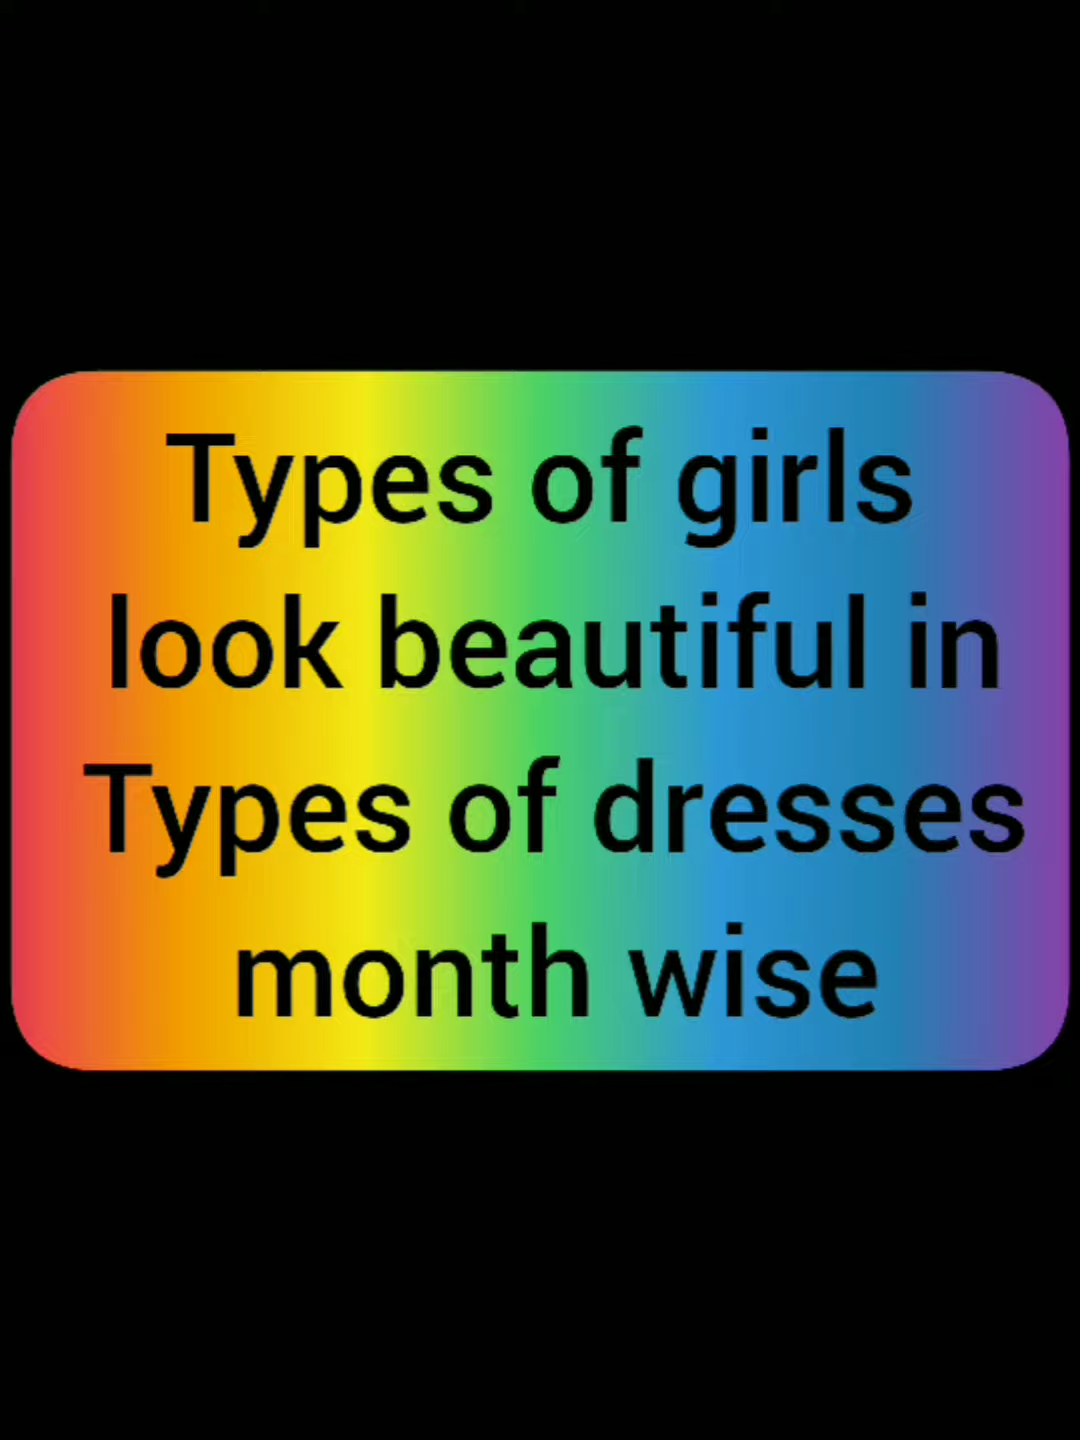 Types of girls
look beautiful in
Types of dresses
month wise